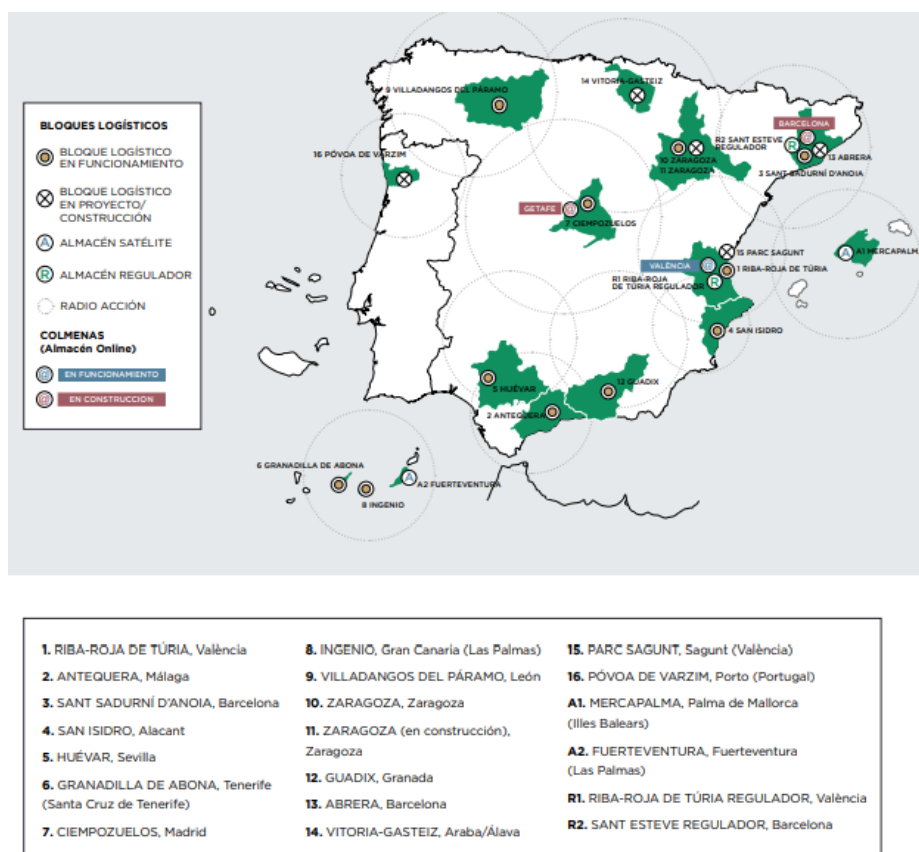 BLOQUES LOGÍSTICOS
BLOQUE LOGÍSTICO
EN FUNCIONAMIENTO
BLOQUE LOGÍSTICO
EN PROYECTO/
CONSTRUCCIÓN
A ALMACÉN SATÉLITE
R ALMACÉN REGULADOR
RADIO ACCIÓN
COLMENAS
(Almacén Online)
@ EN FUNCIONAMIENTO
@ EN CONSTRUCCION
9 VILLADANGOS DEL PÁRAMO
14 VITORIA-GASTEIZ
16 PÓVOA DE VARZIM
BARCELONA
@
R2 SANT ESTEVE
REGULADOR
R
13 ABRERA
3 SANT SADURNÍ D'ANOIA
10 ZARAGOZA
11 ZARAGOZA
GETAFE @
7 CIEMPOZUELOS
15 PARC SAGUNT
A A1 MERCAPALM
VALÈNCIA @
1 RIBA-ROJA DE TÚRIA
R1 RIBA-ROJA
DE TÚRIA REGULADOR
R
4 SAN ISIDRO
5 HUÉVAR
12 GUADIX
2 ANTEQUERA
6 GRANADILLA DE ABONA
A
A2 FUERTEVENTURA
8 INGENIO
1. RIBA-ROJA DE TÚRIA, València
2. ANTEQUERA, Málaga
3. SANT SADURNÍ D'ANOIA, Barcelona
4. SAN ISIDRO, Alacant
5. HUÉVAR, Sevilla
6. GRANADILLA DE ABONA, Tenerife
(Santa Cruz de Tenerife)
7. CIEMPOZUELOS, Madrid
8. INGENIO, Gran Canaria (Las Palmas)
9. VILLADANGOS DEL PÁRAMO, León
10. ZARAGOZA, Zaragoza
11. ZARAGOZA (en construcción),
Zaragoza
12. GUADIX, Granada
13. ABRERA, Barcelona
14. VITORIA-GASTEIZ, Araba/Álava
15. PARC SAGUNT, Sagunt (València)
16. PÓVOA DE VARZIM, Porto (Portugal)
A1. MERCAPALMA, Palma de Mallorca
(Illes Balears)
A2. FUERTEVENTURA, Fuerteventura
(Las Palmas)
R1. RIBA-ROJA DE TÚRIA REGULADOR, València
R2. SANT ESTEVE REGULADOR, Barcelona